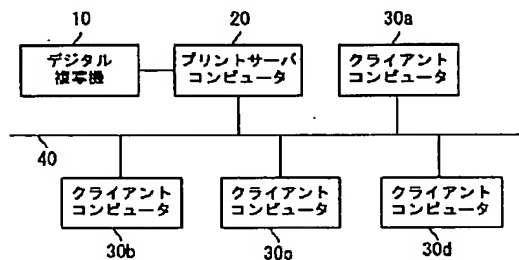 10
20
30a
デジタル
複写機
プリントサーバ
コンピュータ
クライアント
コンピュータ
40
クライアント
コンピュータ
クライアント
コンピュータ
クライアント
コンピュータ
30b
30c
30d